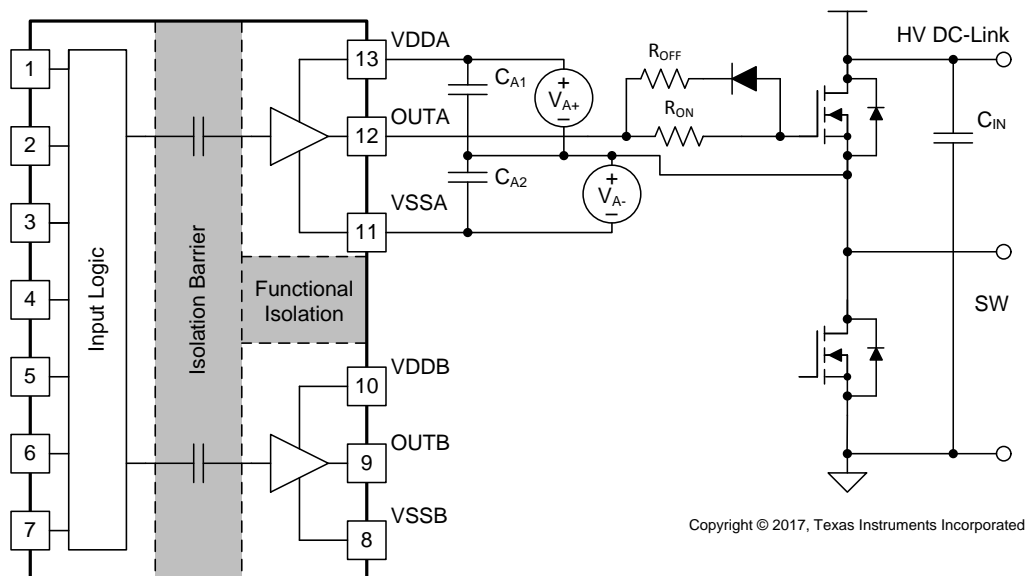 1
2
3
4
5
6
7
Input Logic
Isolation Barrier
Functional
Isolation
VDDA
13
OUTA
12
VSSA
11
VDDB
10
OUTB
9
VSSB
8
CA1
CA2
+
VA+
−
+
VA-
−
ROFF
RON
HV DC-Link
CIN
SW
Copyright © 2017, Texas Instruments Incorporated